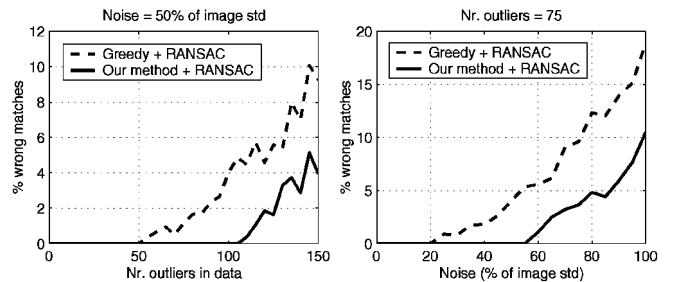 Noise = 50% of image std
% wrong matches
12
10
8
6
4
2
0
Greedy + RANSAC
Our method + RANSAC
0
50
100
150
Nr. outliers in data
Nr. outliers = 75
% wrong matches
20
15
10
5
0
Greedy + RANSAC
Our method + RANSAC
0
20
40
60
80
100
Noise (% of image std)